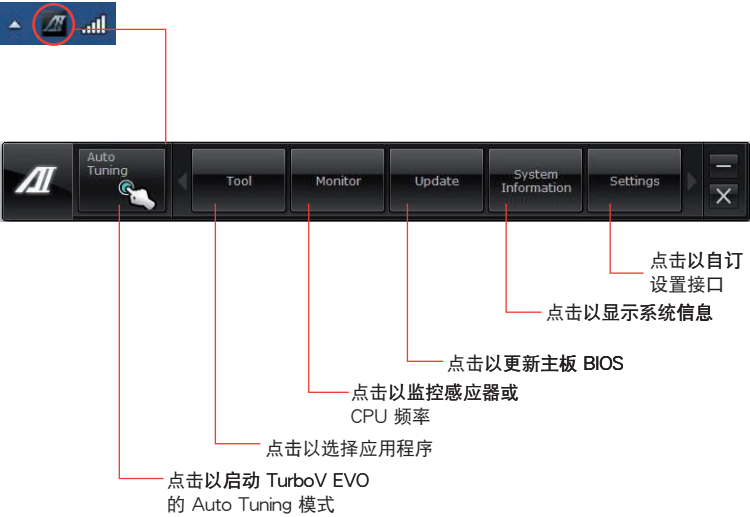 Auto
Tuning
Tool
Monitor
Update
System
Information
Settings
点击以自订
设置接口
点击以显示系统信息
点击以更新主板 BIOS
点击以监控感应器或
CPU 频率
点击以选择应用程序
点击以启动 TurboV EVO
的 Auto Tuning 模式